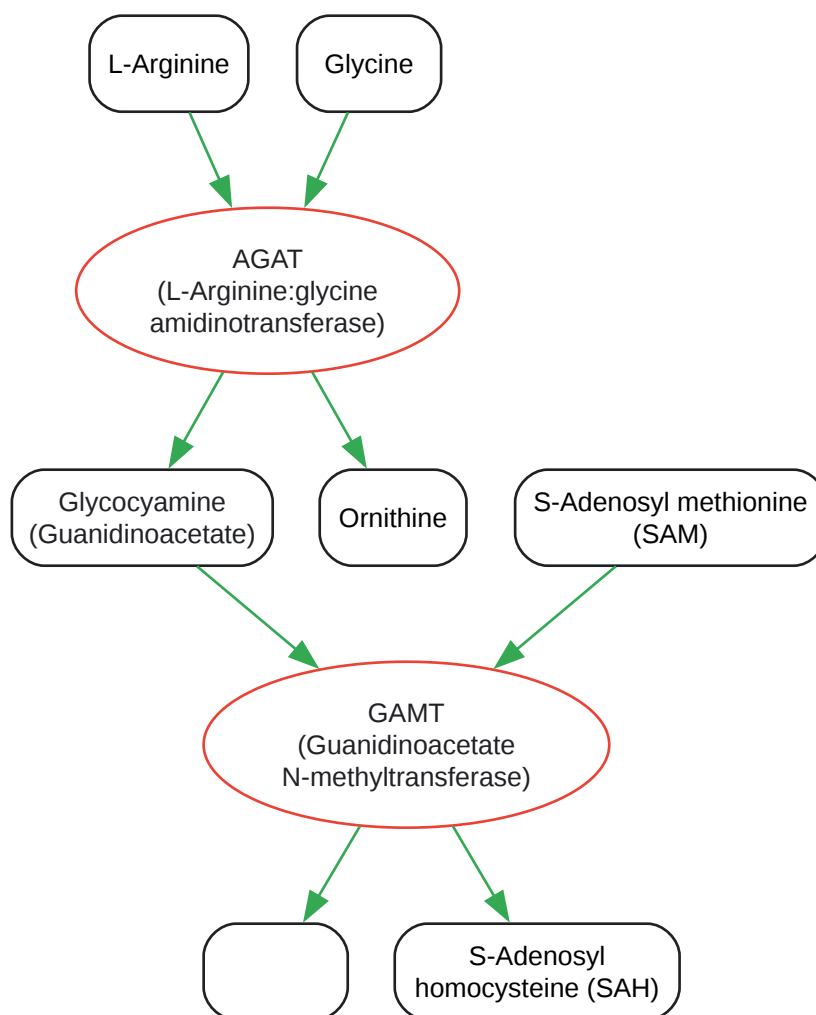 L-Arginine
Glycine
AGAT
(L-Arginine:glycine
amidinotransferase)
Glycocyamine
(Guanidinoacetate)
Ornithine
S-Adenosyl methionine
(SAM)
GAMT
(Guanidinoacetate
N-methyltransferase)
S-Adenosyl
homocysteine (SAH)